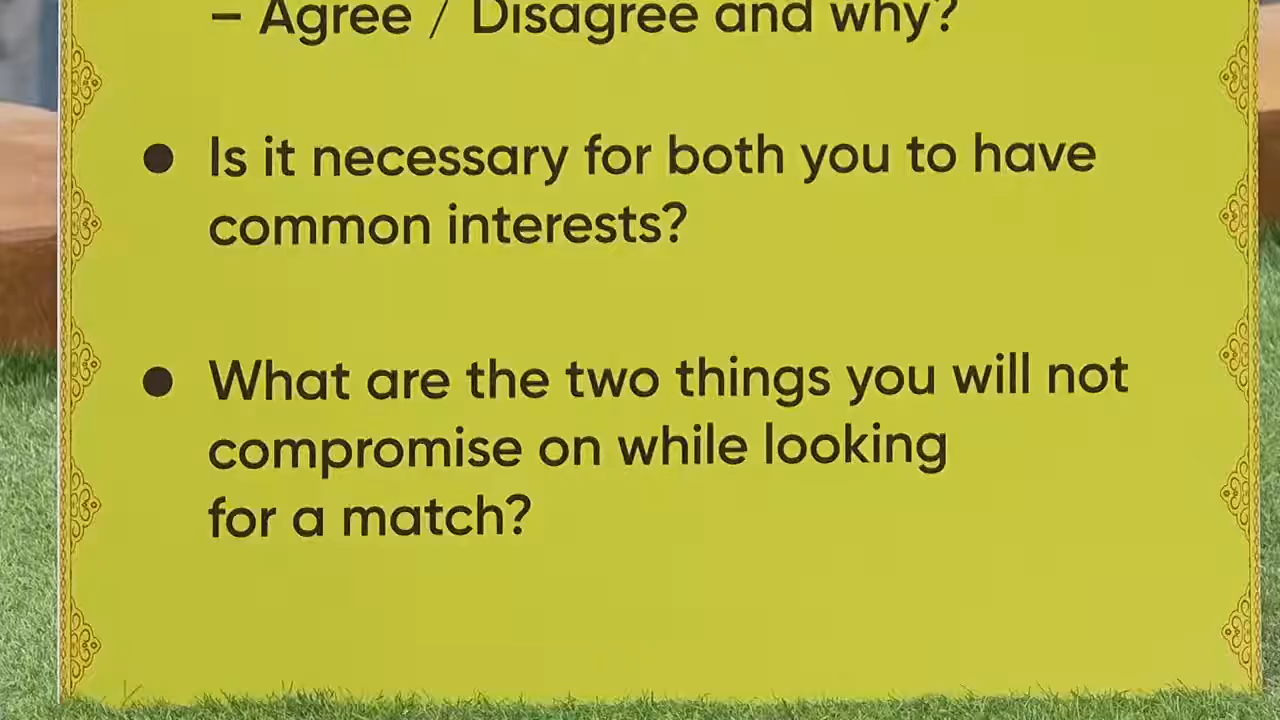 – Agree / Disagree and why?
● Is it necessary for both you to have
common interests?
● What are the two things you will not
compromise on while looking
for a match?